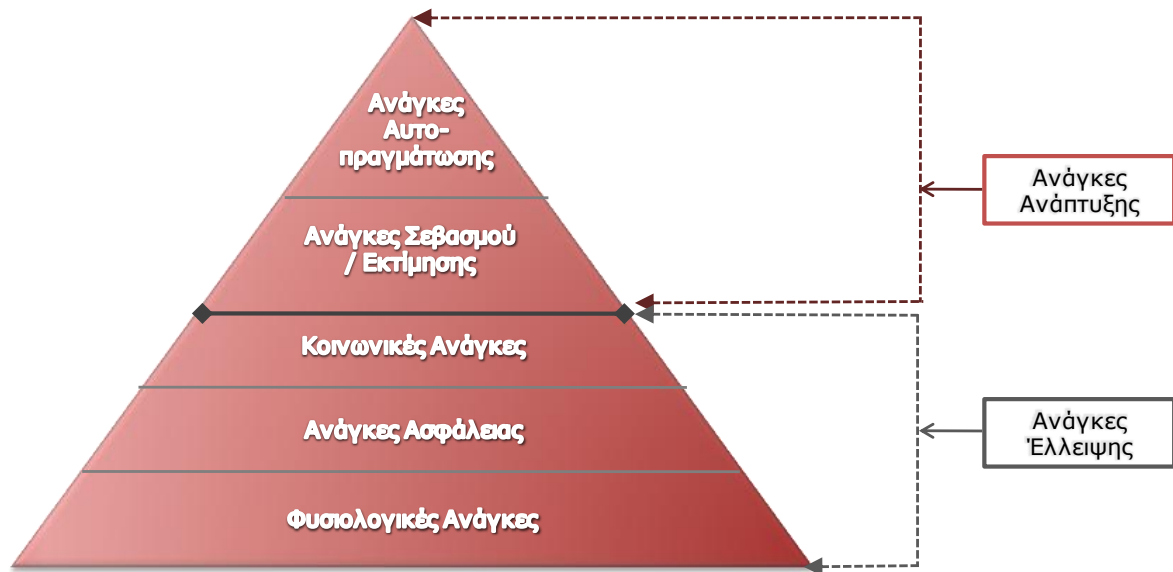 Ανάγκες
Αυτο-
πραγμάτωσης
Ανάγκες Σεβασμού
/ Εκτίμησης
Κοινωνικές Ανάγκες
Ανάγκες Ασφάλειας
Φυσιολογικές Ανάγκες
Ανάγκες
Ανάπτυξης
Ανάγκες
Έλλειψης